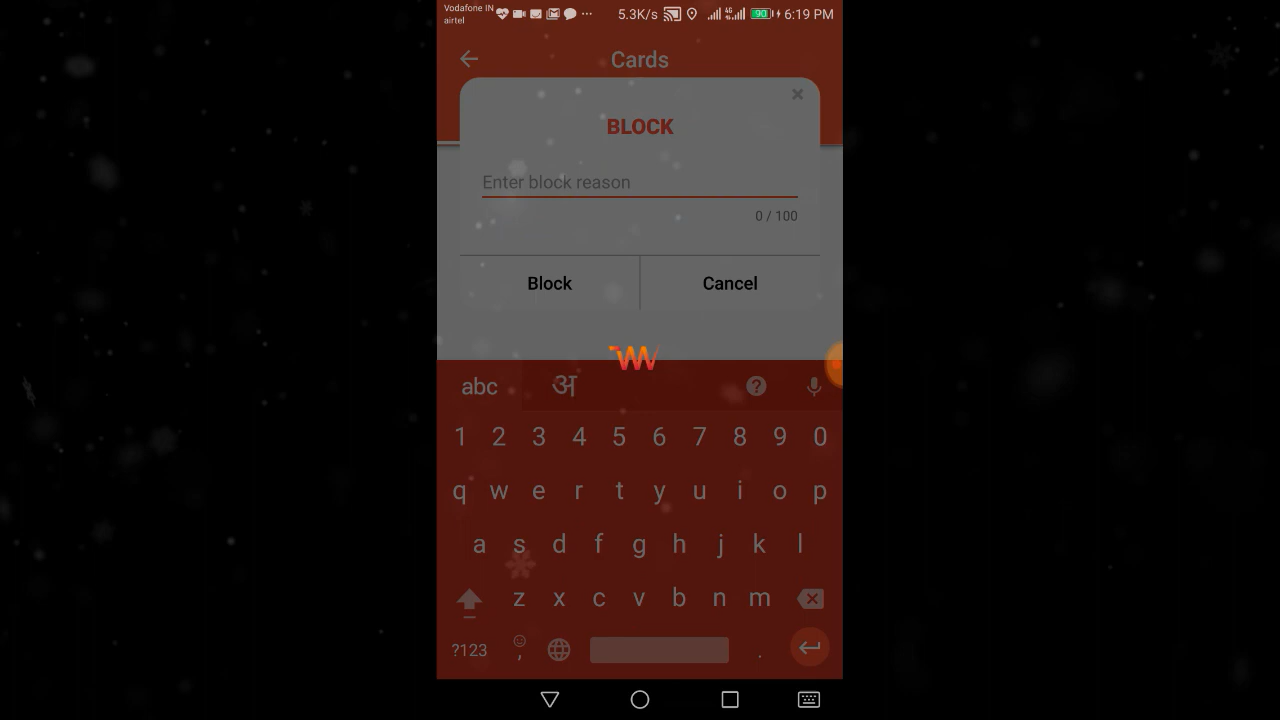 Vodafone IN
airtel
5.3K/s
4G
90
6:19 PM
Cards
BLOCK
Enter block reason
0 / 100
Block
Cancel
abc
अ
1 2 3 4 5 6 7 8 9 0
q w e r t y u i o p
a s d f g h j k l
z x c v b n m
?123
,
.